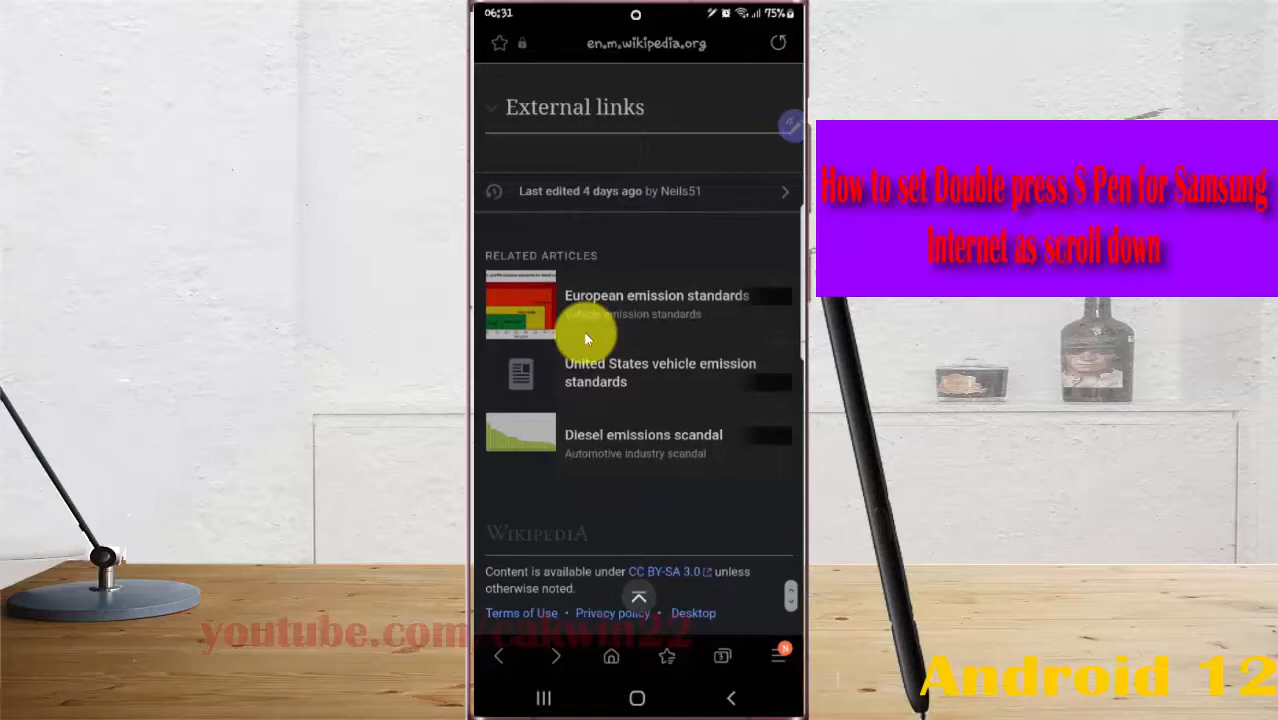 06:31
75%
en.m.wikipedia.org
External links
Last edited 4 days ago by Neils51
RELATED ARTICLES
European emission standards
Vehicle emission standards
United States vehicle emission
standards
Diesel emissions scandal
Automotive industry scandal
WIKIPEDIA
Content is available under CC BY-SA 3.0 unless
otherwise noted.
Terms of Use • Privacy policy • Desktop
N
How to set Double press S Pen for Samsung
Internet as scroll down
youtube.com/cakwin22
Android 12